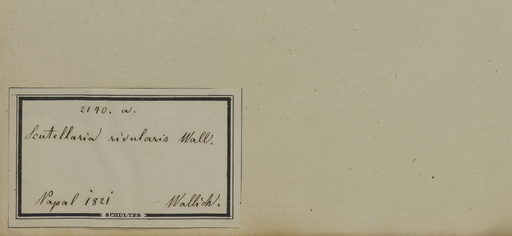 2140. a.
Scutellaria rivularis Wall.
Napal 1821 Wallich.
SCHULTES